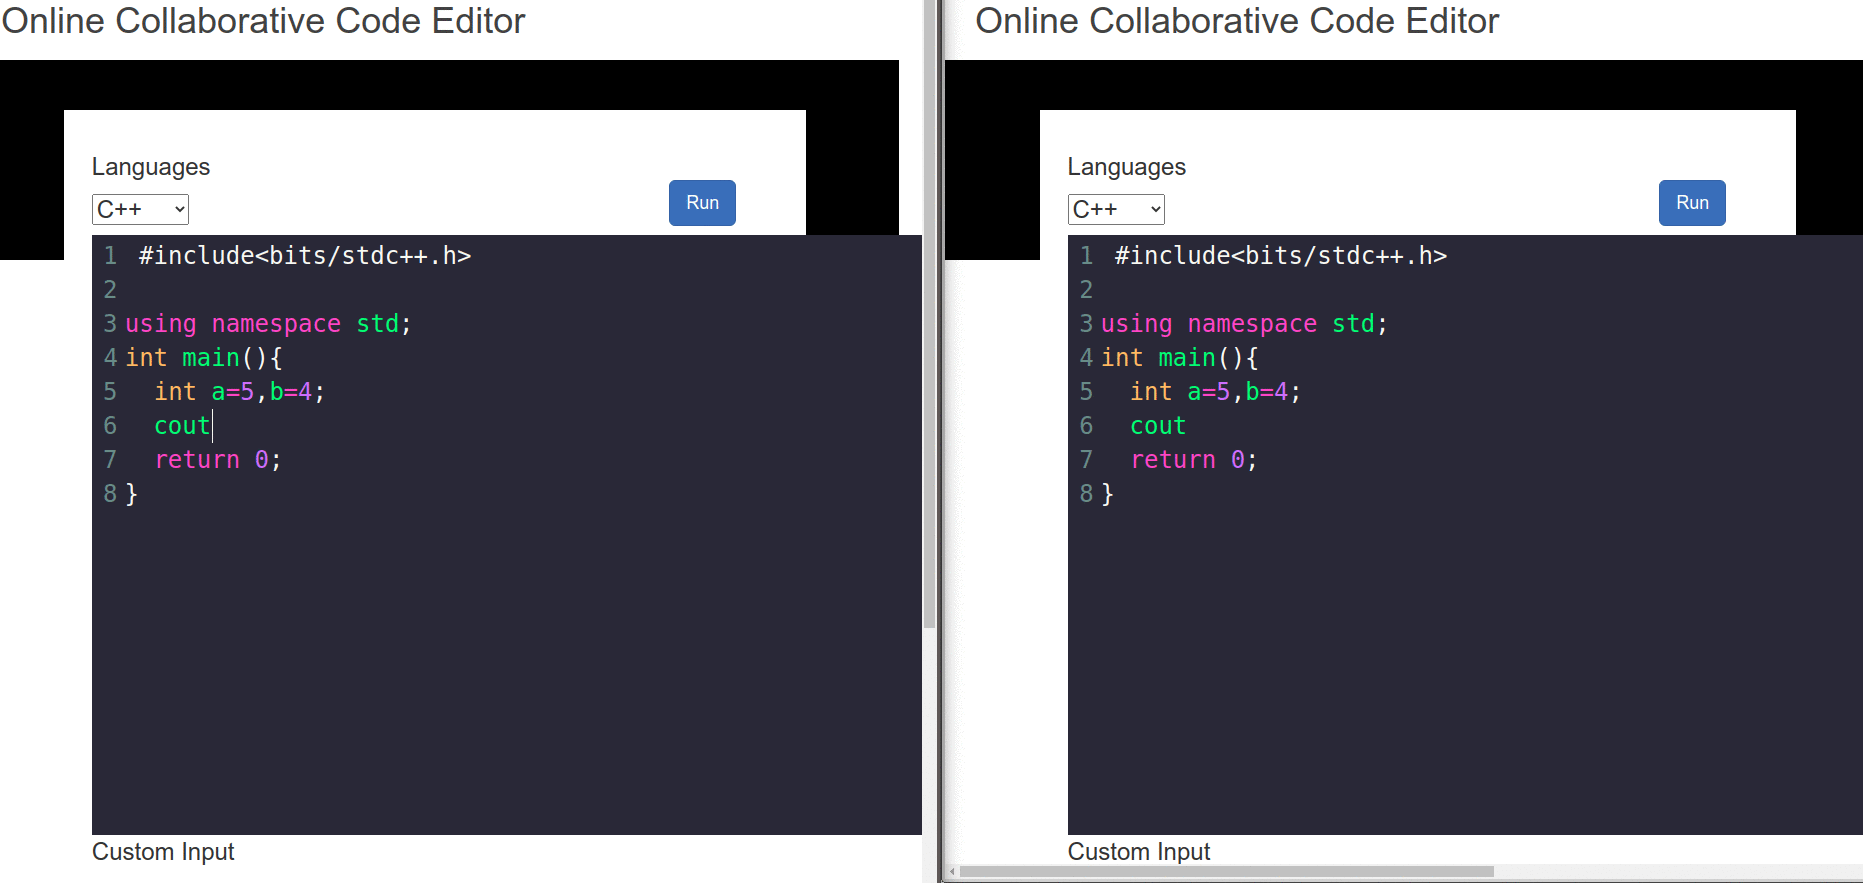 Online Collaborative Code Editor
Languages
C++
Run
1 #include<bits/stdc++.h>
2
3 using namespace std;
4 int main(){
5   int a=5,b=4;
6   cout
7   return 0;
8 }
Custom Input
Online Collaborative Code Editor
Languages
C++
Run
1 #include<bits/stdc++.h>
2
3 using namespace std;
4 int main(){
5   int a=5,b=4;
6   cout
7   return 0;
8 }
Custom Input